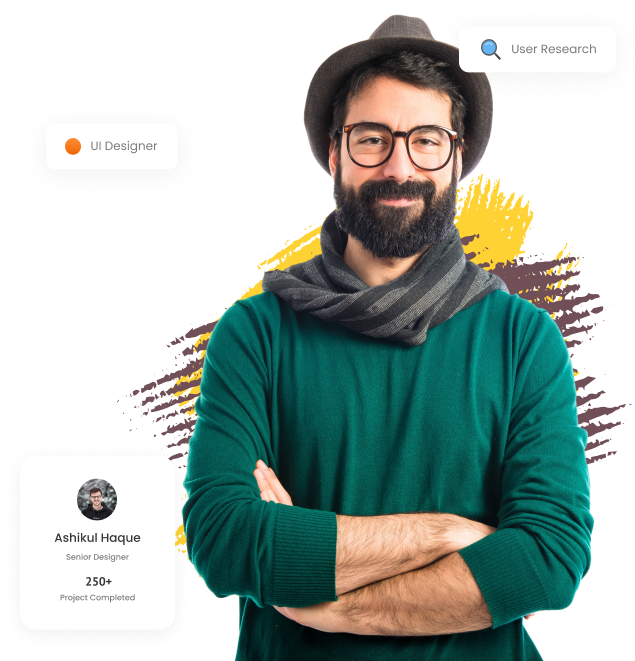 User Research
UI Designer
Ashikul Haque
Senior Designer
250+
Project Completed